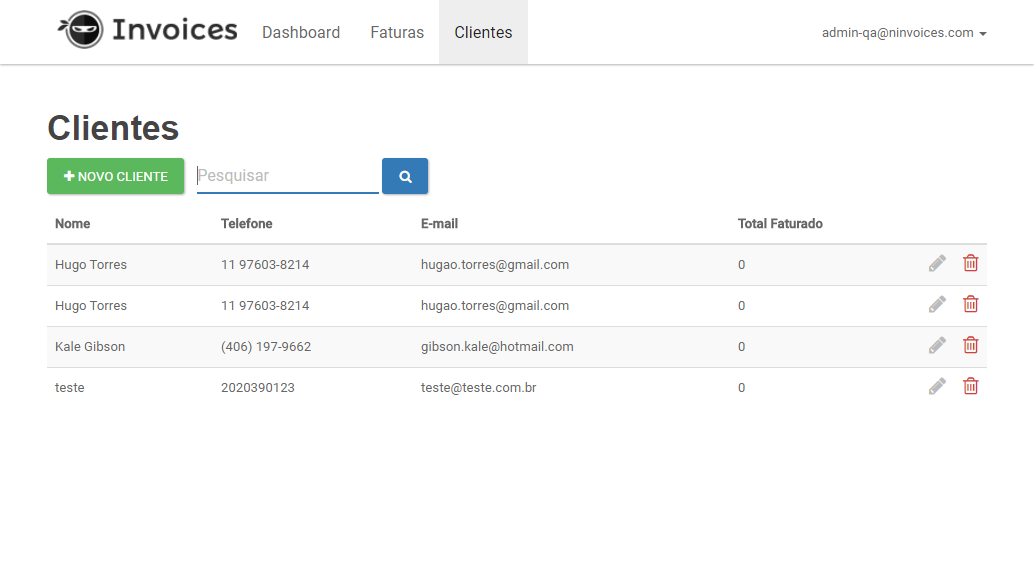 Invoices Dashboard Faturas Clientes admin-qa@ninvoices.com
Clientes
NOVO CLIENTE Pesquisar
Nome Telefone E-mail Total Faturado
Hugo Torres 11 97603-8214 hugao.torres@gmail.com 0
Hugo Torres 11 97603-8214 hugao.torres@gmail.com 0
Kale Gibson (406) 197-9662 gibson.kale@hotmail.com 0
teste 2020390123 teste@teste.com.br 0